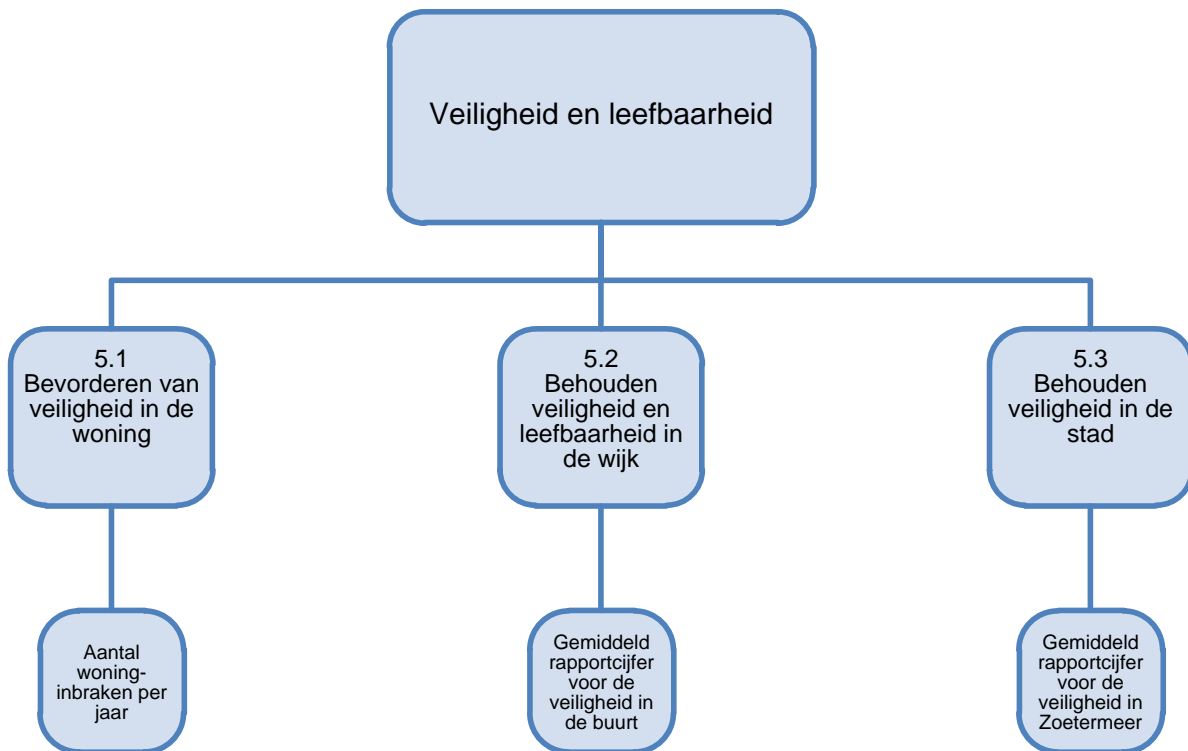 Veiligheid en leefbaarheid
5.1
Bevorderen van
veiligheid in de
woning
5.2
Behouden
veiligheid en
leefbaarheid in
de wijk
5.3
Behouden
veiligheid in de
stad
Aantal
woning-
inbraken per
jaar
Gemiddeld
rapportcijfer
voor de
veiligheid in
de buurt
Gemiddeld
rapportcijfer
voor de
veiligheid in
Zoetermeer